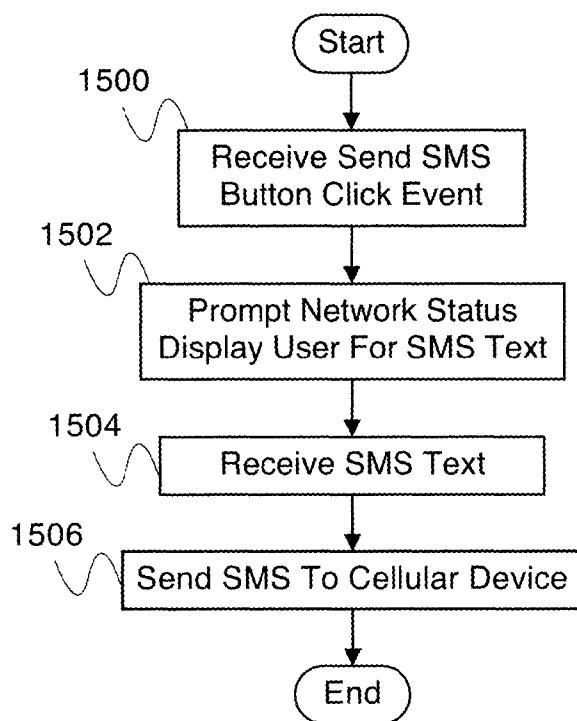 Start
1500
Receive Send SMS
Button Click Event
1502
Prompt Network Status
Display User For SMS Text
1504
Receive SMS Text
1506
Send SMS To Cellular Device
End